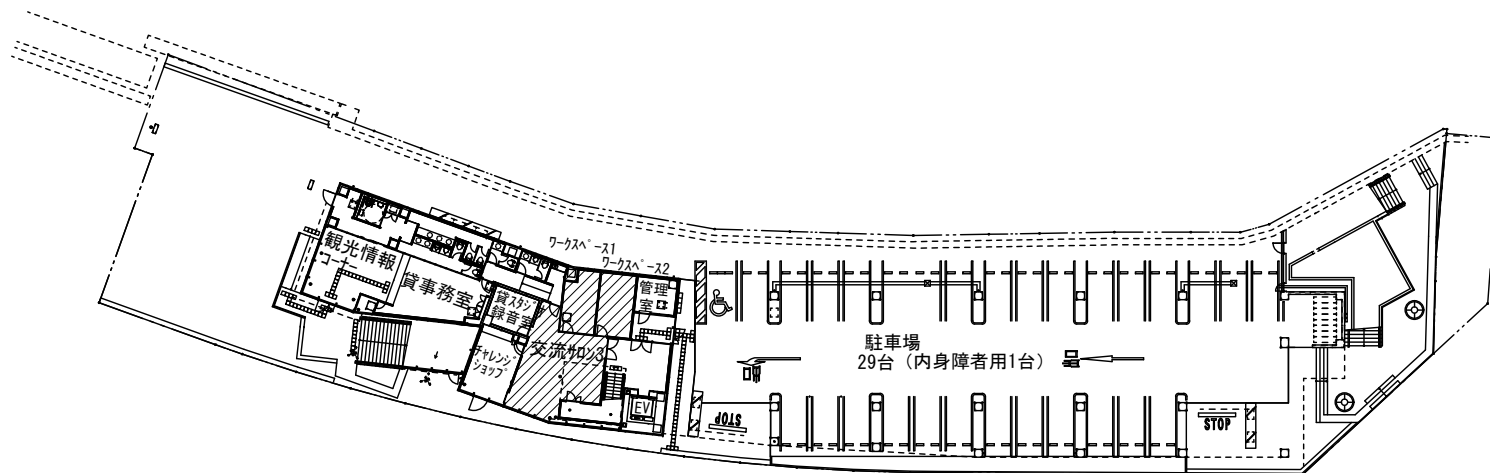 ワークスペース1
ワークスペース2
観光情報
コーナー
貸事務室
貸スタジオ
録音室
管理
室
交流サロン3
チャレンジ
ショップ
EV
駐車場
29台（内身障者用1台）
STOP
STOP